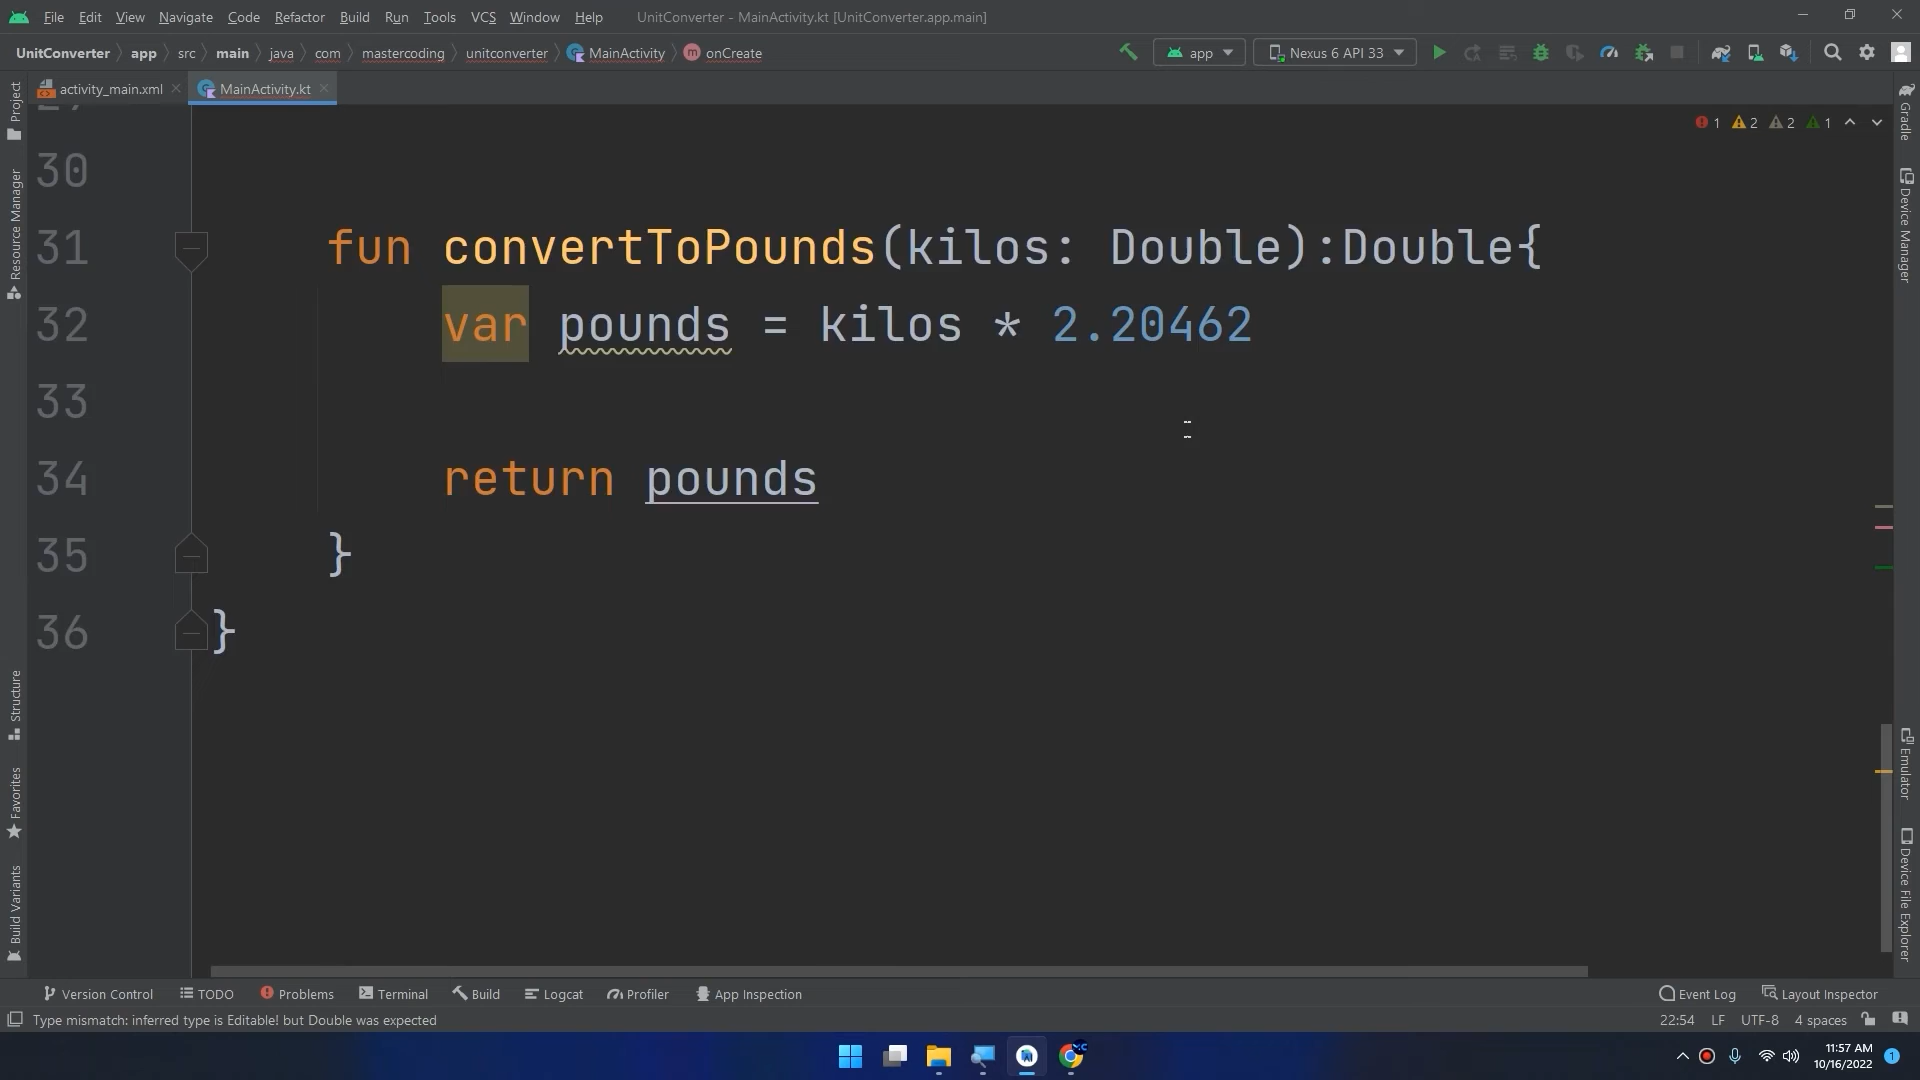 File Edit View Navigate Code Refactor Build Run Tools VCS Window Help UnitConverter - MainActivity.kt [UnitConverter.app.main]
UnitConverter app src main java com mastercoding unitconverter MainActivity onCreate app Nexus 6 API 33
activity_main.xml MainActivity.kt
1 2 2 1
30
31 fun convertToPounds(kilos: Double):Double{
32 var pounds = kilos * 2.20462
33
34 return pounds
35 }
36 }
Project
Resource Manager
Structure
Favorites
Build Variants
Gradle
Device Manager
Emulator
Device File Explorer
Version Control TODO Problems Terminal Build Logcat Profiler App Inspection Event Log Layout Inspector
Type mismatch: inferred type is Editable! but Double was expected 22:54 LF UTF-8 4 spaces
11:57 AM
10/16/2022
1